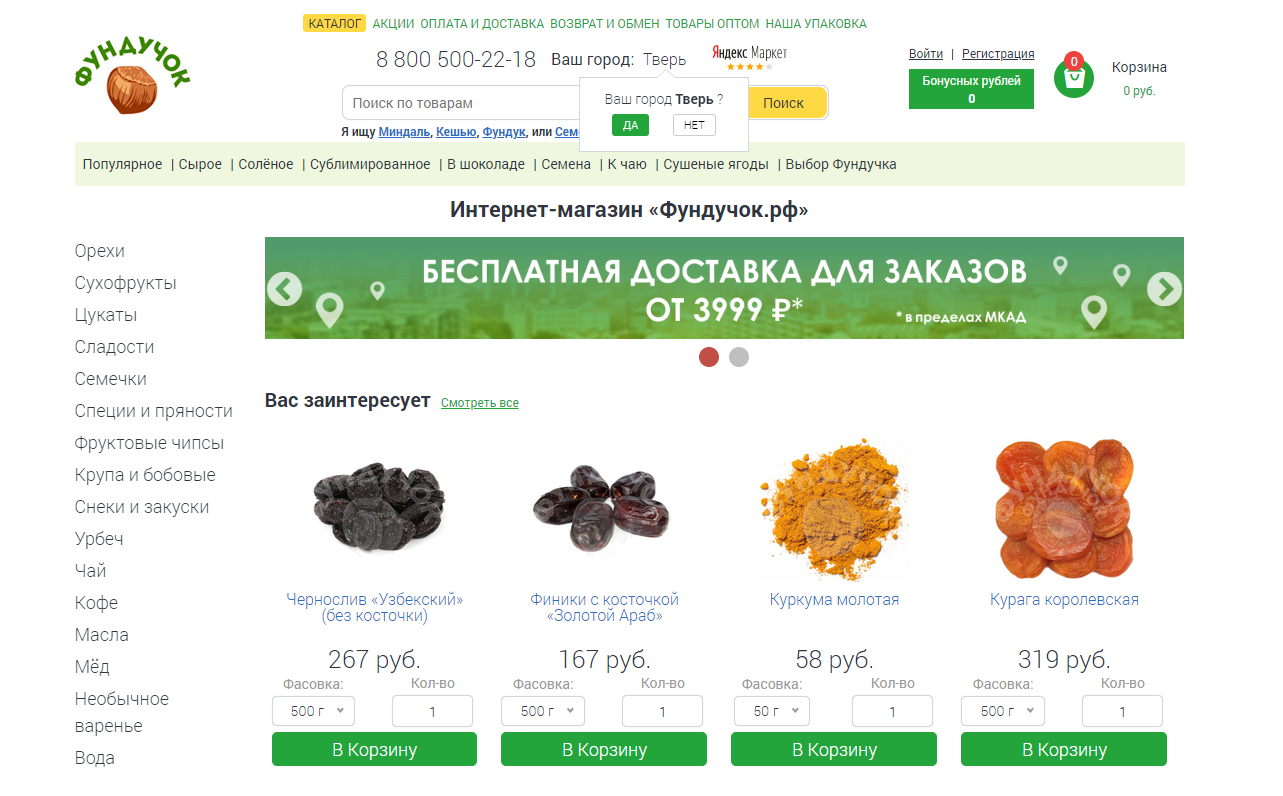 ФУНДУЧОК
КАТАЛОГ АКЦИИ ОПЛАТА И ДОСТАВКА ВОЗВРАТ И ОБМЕН ТОВАРЫ ОПТОМ НАША УПАКОВКА
8 800 500-22-18 Ваш город: Тверь Яндекс Маркет
Войти | Регистрация
Бонусных рублей
0
0
Корзина
0 руб.
Ваш город Тверь ?
ДА НЕТ
Поиск по товарам Поиск
Я ищу Миндаль, Кешью, Фундук, или
Популярное | Сырое | Солёное | Сублимированное | В шоколаде | Семена | К чаю | Сушеные ягоды | Выбор Фундучка
Интернет-магазин «Фундучок.рф»
Орехи
Сухофрукты
Цукаты
Сладости
Семечки
Специи и пряности
Фруктовые чипсы
Крупа и бобовые
Снеки и закуски
Урбеч
Чай
Кофе
Масла
Мёд
Необычное
варенье
Вода
БЕСПЛАТНАЯ ДОСТАВКА ДЛЯ ЗАКАЗОВ
ОТ 3999 ₽*
* в пределах МКАД
Вас заинтересует Смотреть все
Чернослив «Узбекский»
(без косточки)
267 руб.
Фасовка: Кол-во
500 г 1
В Корзину
Финики с косточкой
«Золотой Араб»
167 руб.
Фасовка: Кол-во
500 г 1
В Корзину
Куркума молотая
58 руб.
Фасовка: Кол-во
50 г 1
В Корзину
Курага королевская
319 руб.
Фасовка: Кол-во
500 г 1
В Корзину